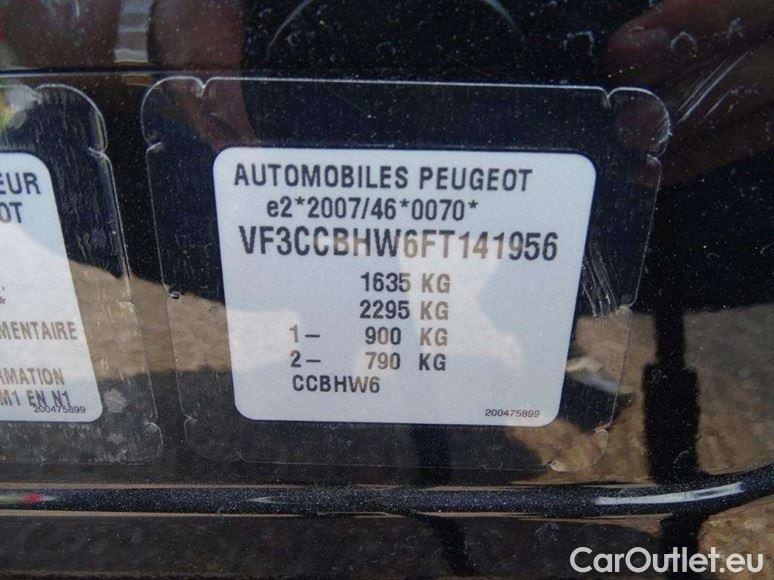 EUR
OT
MENTAIRE
MATION
M1 EN N1
200475899
AUTOMOBILES PEUGEOT
e2*2007/46*0070*
VF3CCBHW6FT141956
1635 KG
2295 KG
1- 900 KG
2- 790 KG
CCBHW6
200475899
CarOutlet.eu